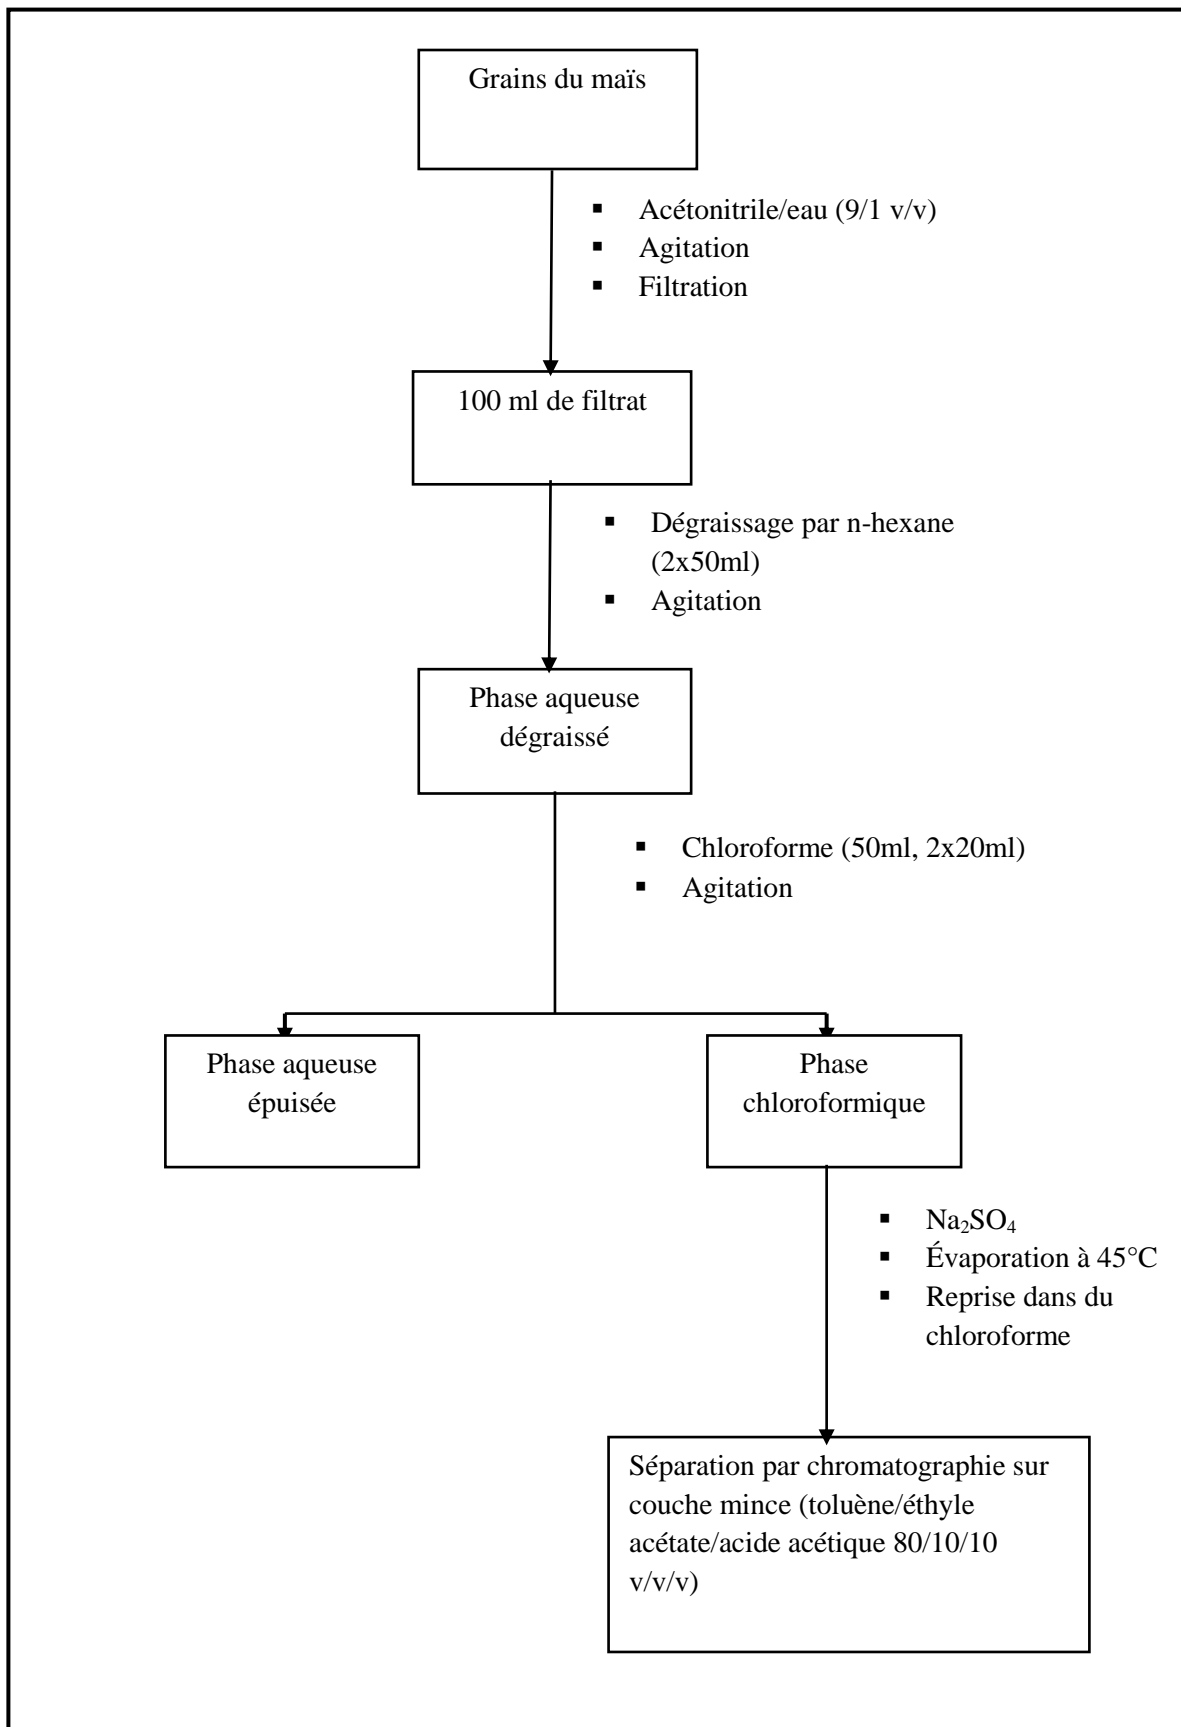 Grains du maïs
▪ Acétonitrile/eau (9/1 v/v)
▪ Agitation
▪ Filtration
100 ml de filtrat
▪ Dégraissage par n-hexane
(2x50ml)
▪ Agitation
Phase aqueuse
dégraissé
▪ Chloroforme (50ml, 2x20ml)
▪ Agitation
Phase aqueuse
épuisée
Phase
chloroformique
▪ Na₂SO₄
▪ Évaporation à 45°C
▪ Reprise dans du
chloroforme
Séparation par chromatographie sur
couche mince (toluène/éthyle
acétate/acide acétique 80/10/10
v/v/v)